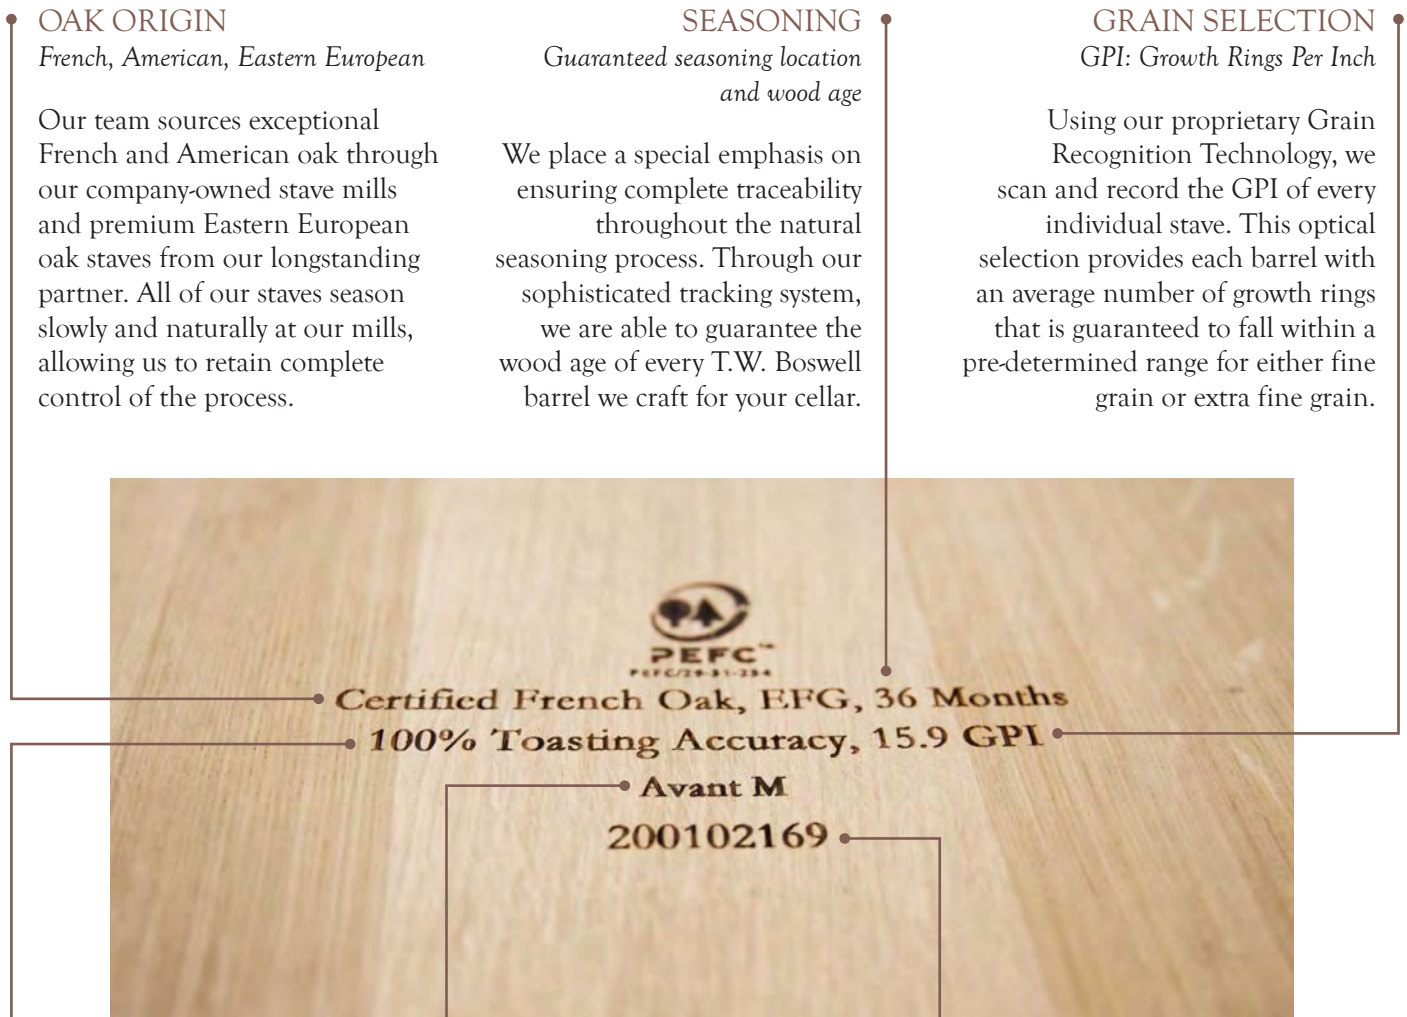 OAK ORIGIN
French, American, Eastern European
Our team sources exceptional
French and American oak through
our company-owned stave mills
and premium Eastern European
oak staves from our longstanding
partner. All of our staves season
slowly and naturally at our mills,
allowing us to retain complete
control of the process.
SEASONING
Guaranteed seasoning location
and wood age
We place a special emphasis on
ensuring complete traceability
throughout the natural
seasoning process. Through our
sophisticated tracking system,
we are able to guarantee the
wood age of every T.W. Boswell
barrel we craft for your cellar.
GRAIN SELECTION
GPI: Growth Rings Per Inch
Using our proprietary Grain
Recognition Technology, we
scan and record the GPI of every
individual stave. This optical
selection provides each barrel with
an average number of growth rings
that is guaranteed to fall within a
pre-determined range for either fine
grain or extra fine grain.
PEFC™
PEFC/29-31-234
Certified French Oak, EFG, 36 Months
100% Toasting Accuracy, 15.9 GPI
Avant M
200102169